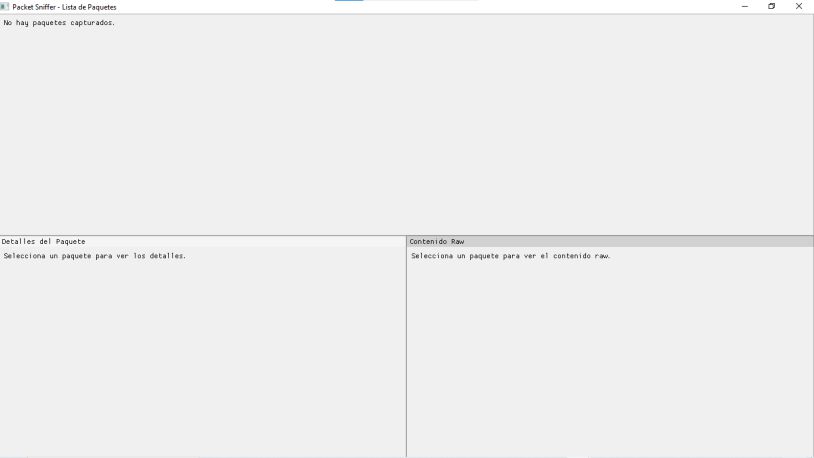 Packet Sniffer - Lista de Paquetes
No hay paquetes capturados.
Detalles del Paquete
Selecciona un paquete para ver los detalles.
Contenido Raw
Selecciona un paquete para ver el contenido raw.